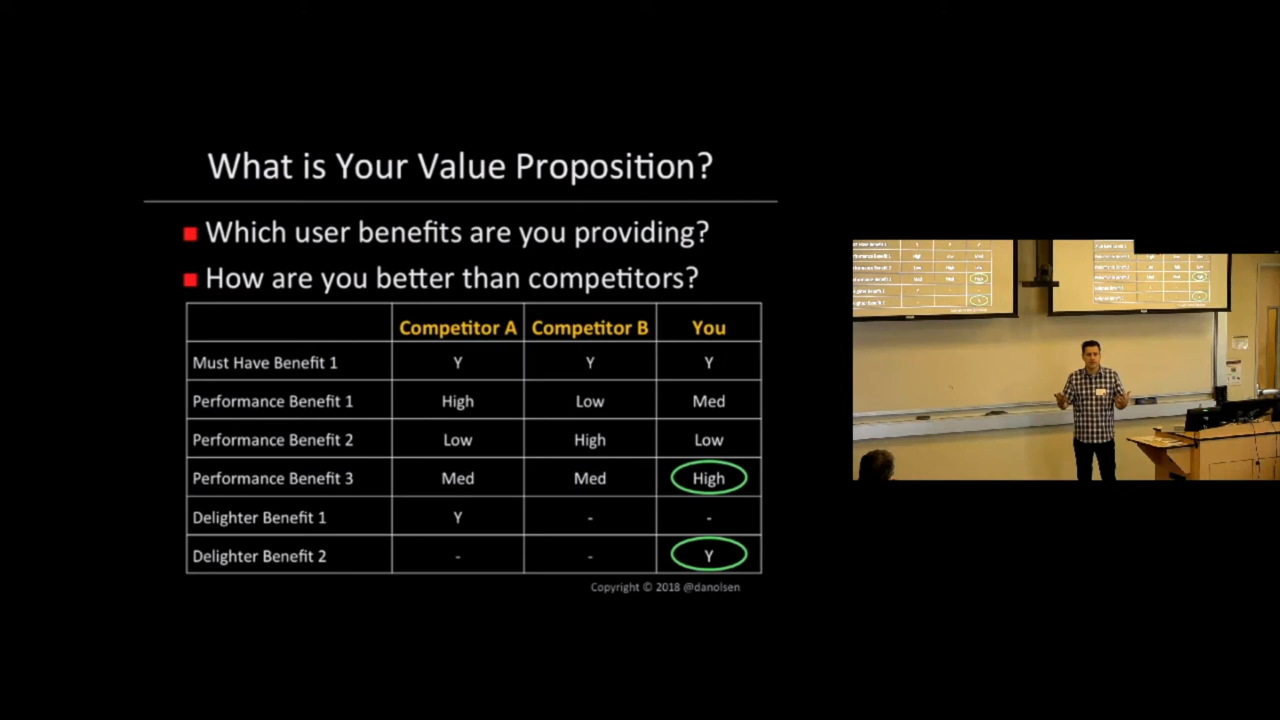 What is Your Value Proposition?
Which user benefits are you providing?
How are you better than competitors?
Competitor A Competitor B You
Must Have Benefit 1 Y Y Y
Performance Benefit 1 High Low Med
Performance Benefit 2 Low High Low
Performance Benefit 3 Med Med High
Delighter Benefit 1 Y - -
Delighter Benefit 2 - - Y
Copyright © 2018 @danolsen